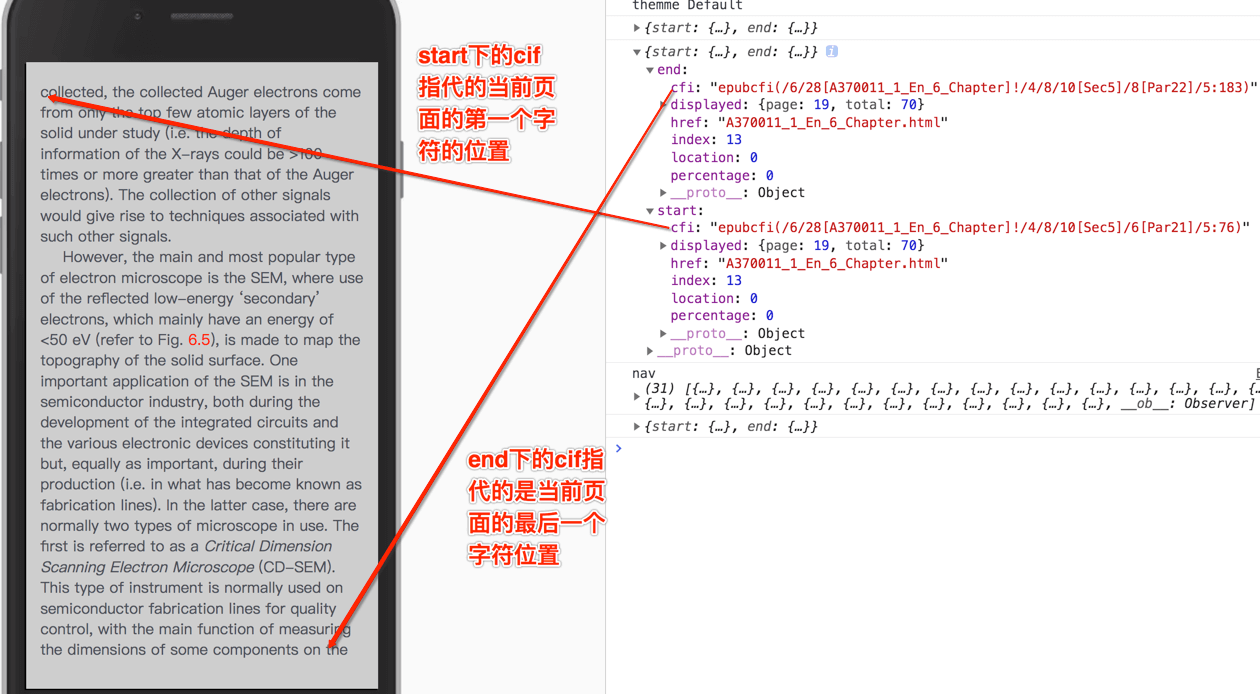 collected, the collected Auger electrons come
from only the top few atomic layers of the
solid under study (i.e. the depth of
information of the X-rays could be >100
times or more greater than that of the Auger
electrons). The collection of other signals
would give rise to techniques associated with
such other signals.
However, the main and most popular type
of electron microscope is the SEM, where use
of the reflected low-energy ‘secondary’
electrons, which mainly have an energy of
<50 eV (refer to Fig. 6.5), is made to map the
topography of the solid surface. One
important application of the SEM is in the
semiconductor industry, both during the
development of the integrated circuits and
the various electronic devices constituting it
but, equally as important, during their
production (i.e. in what has become known as
fabrication lines). In the latter case, there are
normally two types of microscope in use. The
first is referred to as a Critical Dimension
Scanning Electron Microscope (CD-SEM).
This type of instrument is normally used on
semiconductor fabrication lines for quality
control, with the main function of measuring
the dimensions of some components on the
start下的cif
指代的当前页
面的第一个字
符的位置
end下的cif指
代的是当前页
面的最后一个
字符位置
themme Default
{start: {…}, end: {…}}
{start: {…}, end: {…}} i
end:
cfi: "epubcfi(/6/28[A370011_1_En_6_Chapter]!/4/8/10[Sec5]/8[Par22]/5:183)"
displayed: {page: 19, total: 70}
href: "A370011_1_En_6_Chapter.html"
index: 13
location: 0
percentage: 0
__proto__: Object
start:
cfi: "epubcfi(/6/28[A370011_1_En_6_Chapter]!/4/8/10[Sec5]/6[Par21]/5:76)"
displayed: {page: 19, total: 70}
href: "A370011_1_En_6_Chapter.html"
index: 13
location: 0
percentage: 0
__proto__: Object
__proto__: Object
nav
(31) [{…}, {…}, {…}, {…}, {…}, {…}, {…}, {…}, {…}, {…}, {…}, {…}, {…}, {…},
{…}, {…}, {…}, {…}, {…}, {…}, {…}, {…}, {…}, {…}, {…}, __ob__: Observer]
{start: {…}, end: {…}}